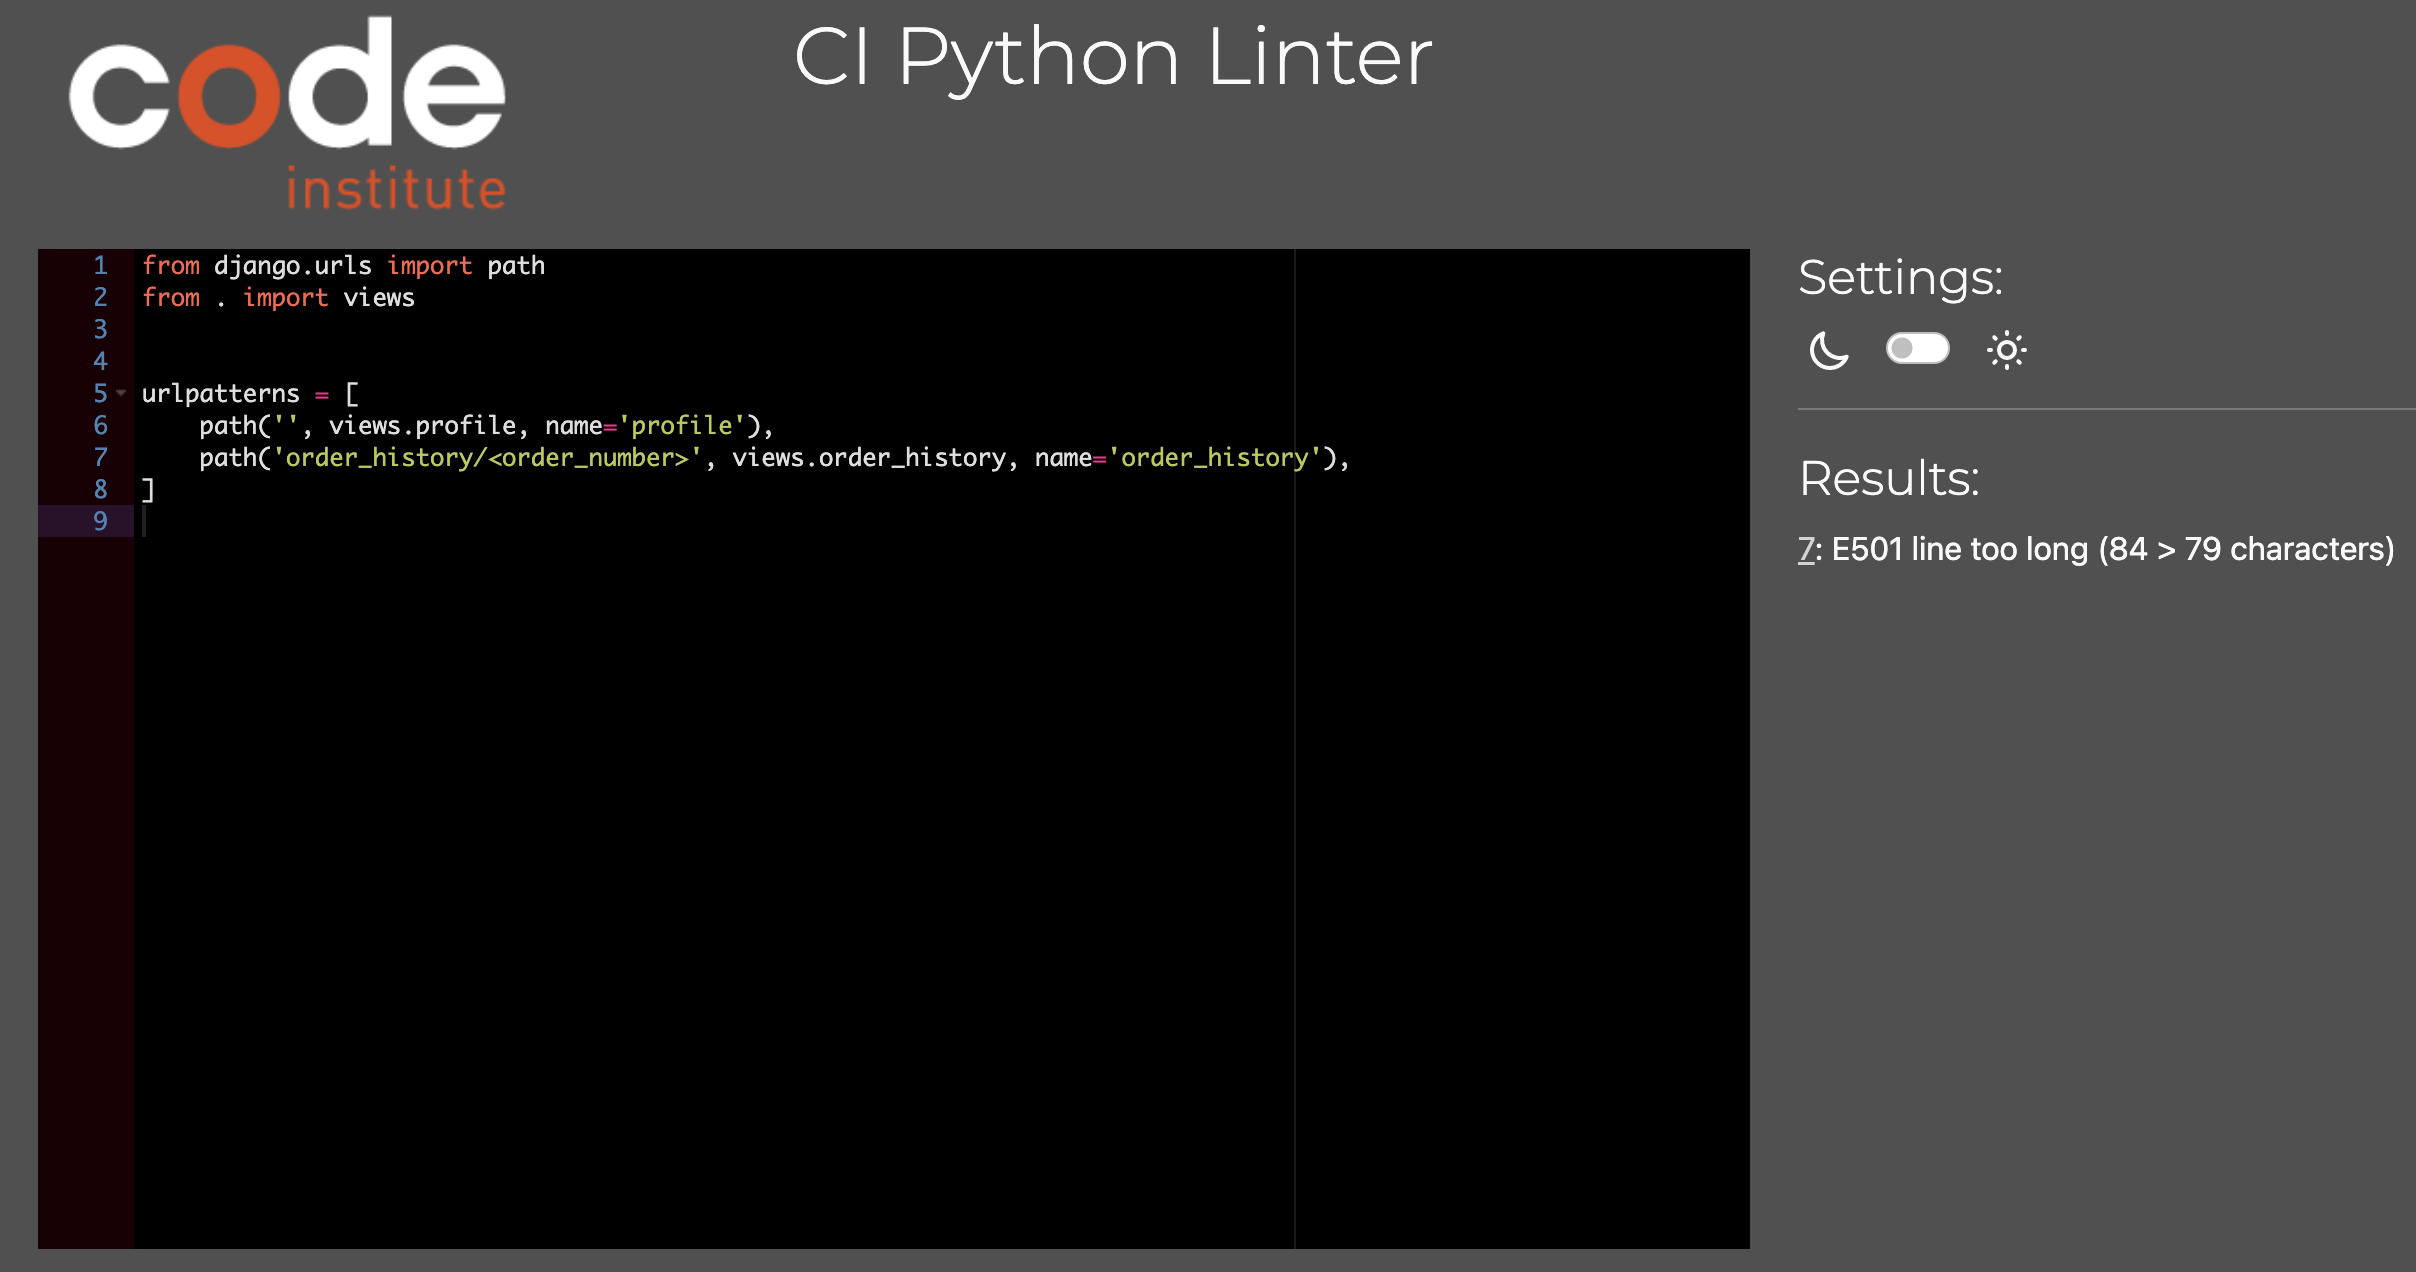 code
institute
CI Python Linter
1 from django.urls import path
2 from . import views
3
4
5 urlpatterns = [
6     path('', views.profile, name='profile'),
7     path('order_history/<order_number>', views.order_history, name='order_history'),
8 ]
9
Settings:
Results:
7: E501 line too long (84 > 79 characters)